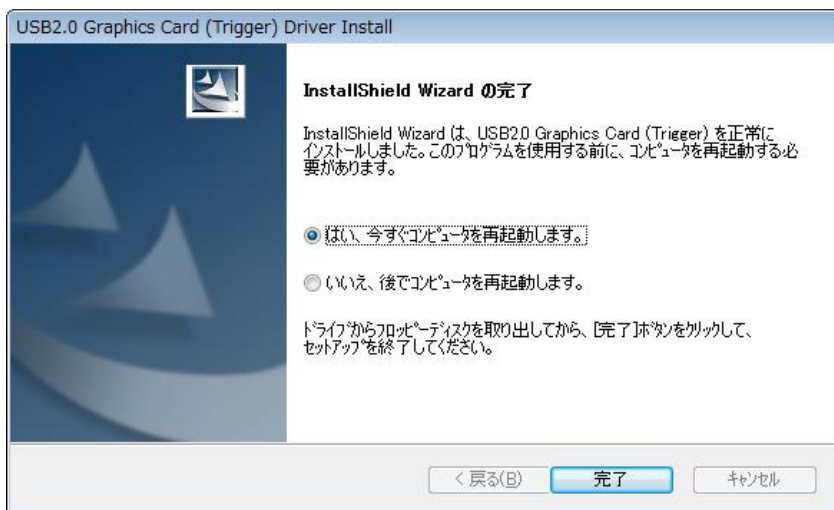 USB2.0 Graphics Card (Trigger) Driver Install
InstallShield Wizard の完了
InstallShield Wizard は、USB2.0 Graphics Card (Trigger) を正常に
インストールしました。このプログラムを使用する前に、コンピュータを再起動する必
要があります。
はい、今すぐコンピュータを再起動します。
いいえ、後でコンピュータを再起動します。
ドライブからフロッピーディスクを取り出してから、[完了]ボタンをクリックして、
セットアップを終了してください。
< 戻る(B)
完了
キャンセル